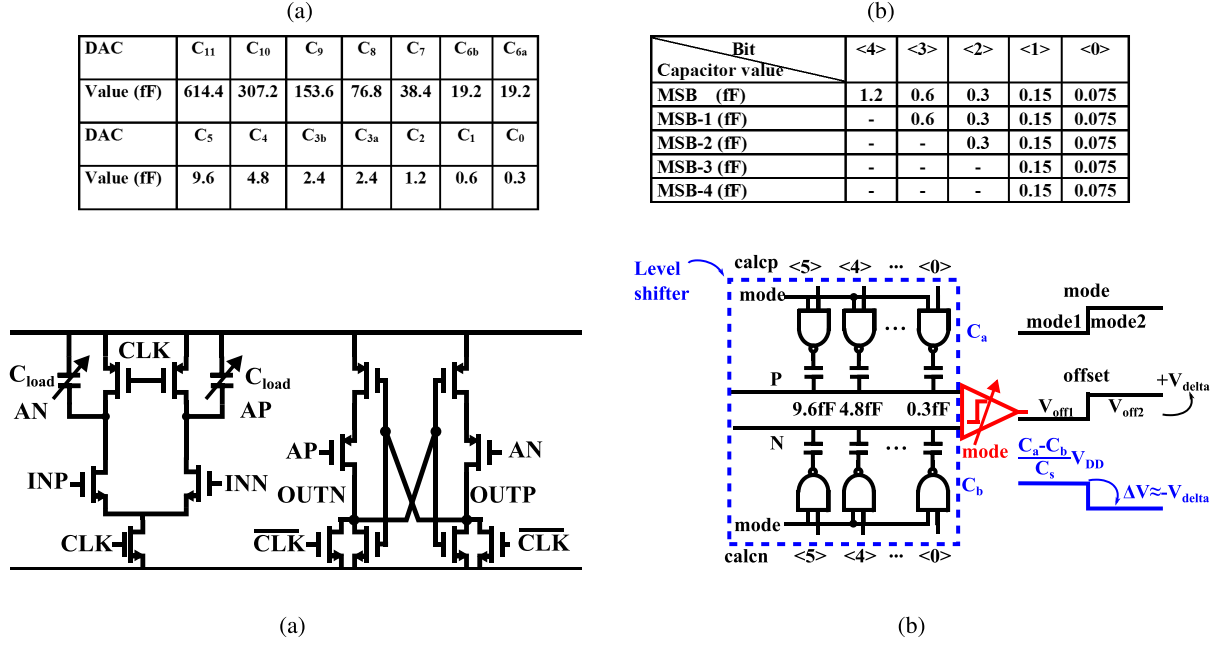 (a)
(b)
DAC C11 C10 C9 C8 C7 C6b C6a
Value (fF) 614.4 307.2 153.6 76.8 38.4 19.2 19.2
DAC C5 C4 C3b C3a C2 C1 C0
Value (fF) 9.6 4.8 2.4 2.4 1.2 0.6 0.3
Bit <4> <3> <2> <1> <0>
Capacitor value
MSB (fF) 1.2 0.6 0.3 0.15 0.075
MSB-1 (fF) - 0.6 0.3 0.15 0.075
MSB-2 (fF) - - 0.3 0.15 0.075
MSB-3 (fF) - - - 0.15 0.075
MSB-4 (fF) - - - 0.15 0.075
CLK
Cload Cload
AN AP
INP INN
CLK
AP AN
OUTN OUTP
CLK CLK
Level
shifter
calcp <5> <4> ... <0>
mode
Ca
P
9.6fF 4.8fF 0.3fF
N
mode
Cb
mode
calcn <5> <4> ... <0>
mode
mode1 mode2
offset +Vdelta
Voff1 Voff2
Ca-Cb
Cs
VDD
ΔV≈-Vdelta
(a)
(b)